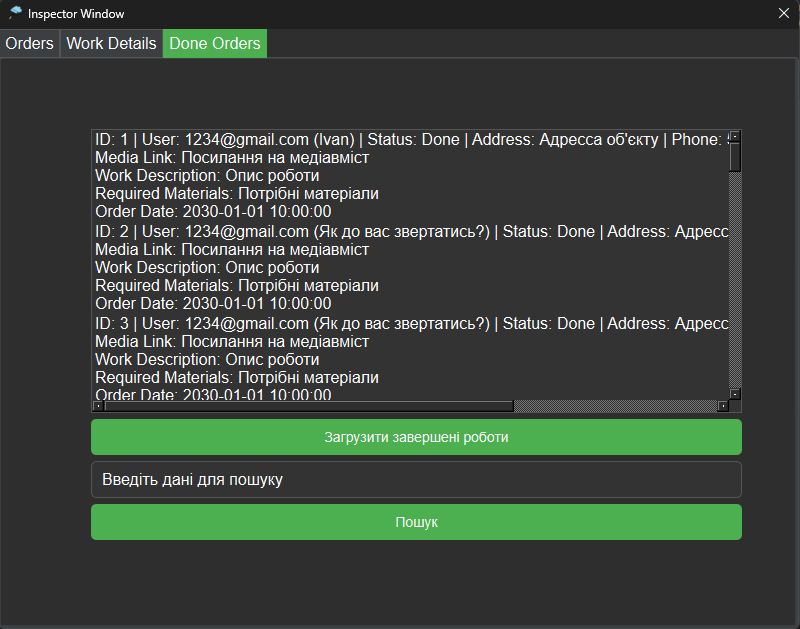 Inspector Window
Orders Work Details Done Orders
ID: 1 | User: 1234@gmail.com (Ivan) | Status: Done | Address: Адресса об'єкту | Phone:
Media Link: Посилання на медіавміст
Work Description: Опис роботи
Required Materials: Потрібні матеріали
Order Date: 2030-01-01 10:00:00
ID: 2 | User: 1234@gmail.com (Як до вас звертатись?) | Status: Done | Address: Адресс
Media Link: Посилання на медіавміст
Work Description: Опис роботи
Required Materials: Потрібні матеріали
Order Date: 2030-01-01 10:00:00
ID: 3 | User: 1234@gmail.com (Як до вас звертатись?) | Status: Done | Address: Адресс
Media Link: Посилання на медіавміст
Work Description: Опис роботи
Required Materials: Потрібні матеріали
Order Date: 2030-01-01 10:00:00
Загрузити завершені роботи
Введіть дані для пошуку
Пошук